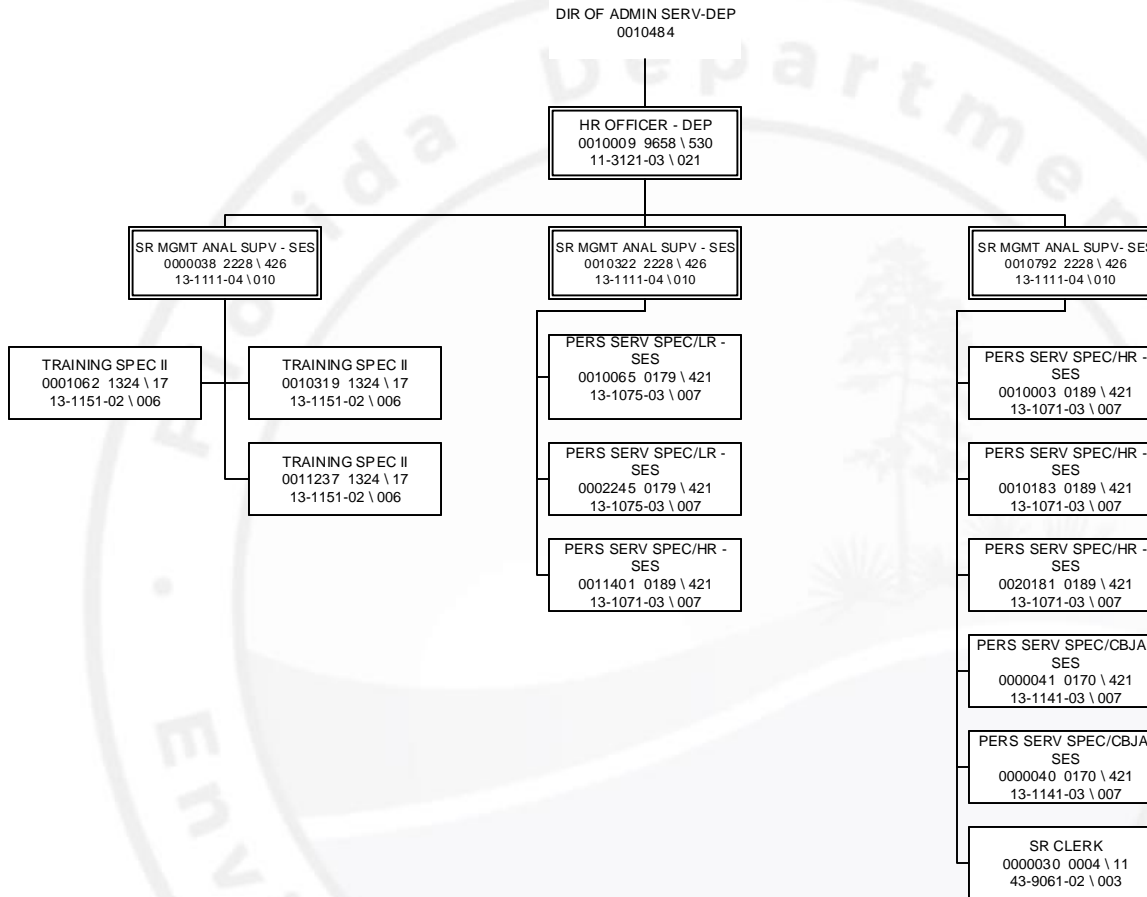 DIR OF ADMIN SERV-DEP
0010484
HR OFFICER - DEP
0010009 9658 \ 530
11-3121-03 \ 021
SR MGMT ANAL SUPV - SES
0000038 2228 \ 426
13-1111-04 \ 010
SR MGMT ANAL SUPV - SES
0010322 2228 \ 426
13-1111-04 \ 010
SR MGMT ANAL SUPV- SES
0010792 2228 \ 426
13-1111-04 \ 010
TRAINING SPEC II
0001062 1324 \ 17
13-1151-02 \ 006
TRAINING SPEC II
0010319 1324 \ 17
13-1151-02 \ 006
TRAINING SPEC II
0011237 1324 \ 17
13-1151-02 \ 006
PERS SERV SPEC/LR -
SES
0010065 0179 \ 421
13-1075-03 \ 007
PERS SERV SPEC/LR -
SES
0002245 0179 \ 421
13-1075-03 \ 007
PERS SERV SPEC/HR -
SES
0011401 0189 \ 421
13-1071-03 \ 007
PERS SERV SPEC/HR -
SES
0010003 0189 \ 421
13-1071-03 \ 007
PERS SERV SPEC/HR -
SES
0010183 0189 \ 421
13-1071-03 \ 007
PERS SERV SPEC/HR -
SES
0020181 0189 \ 421
13-1071-03 \ 007
PERS SERV SPEC/CBJA
SES
0000041 0170 \ 421
13-1141-03 \ 007
PERS SERV SPEC/CBJA
SES
0000040 0170 \ 421
13-1141-03 \ 007
SR CLERK
0000030 0004 \ 11
43-9061-02 \ 003
Florida Departmen
Env